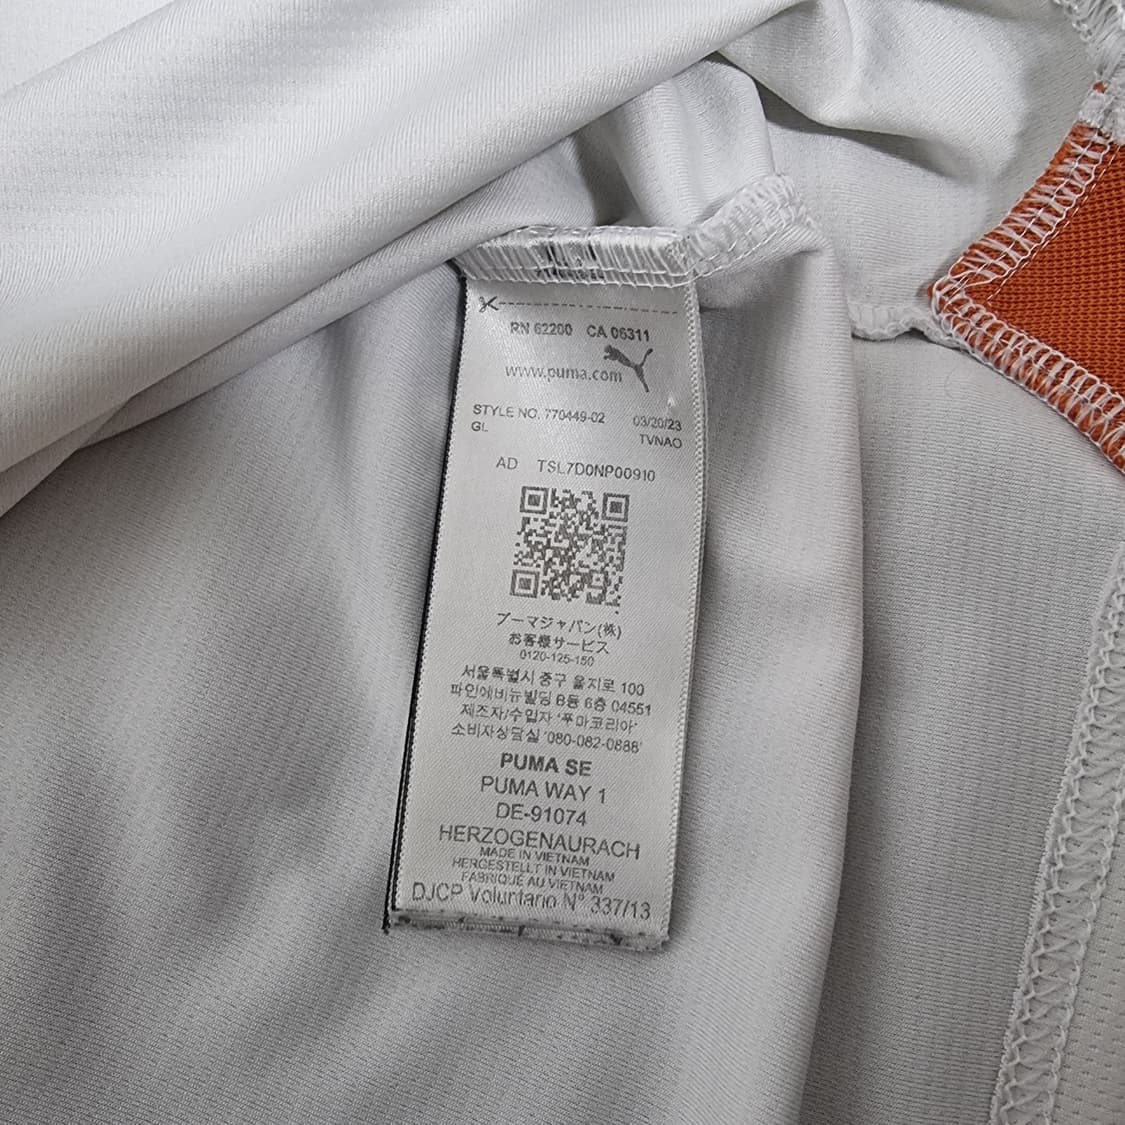 RN 62200 CA 06311
www.puma.com
STYLE NO. 770449-02 03/20/23
GL TVNAO
AD TSL7D0NP00910
プーマジャパン(株)
お客様サービス
0120-125-150
서울특별시 중구 을지로 100
파인에비뉴빌딩 B동 6층 04551
제조자/수입자 '푸마코리아'
소비자상담실 '080-082-0888'
PUMA SE
PUMA WAY 1
DE-91074
HERZOGENAURACH
MADE IN VIETNAM
HERGESTELLT IN VIETNAM
FABRIQUÉ AU VIETNAM
DJCP Voluntario N° 337/13